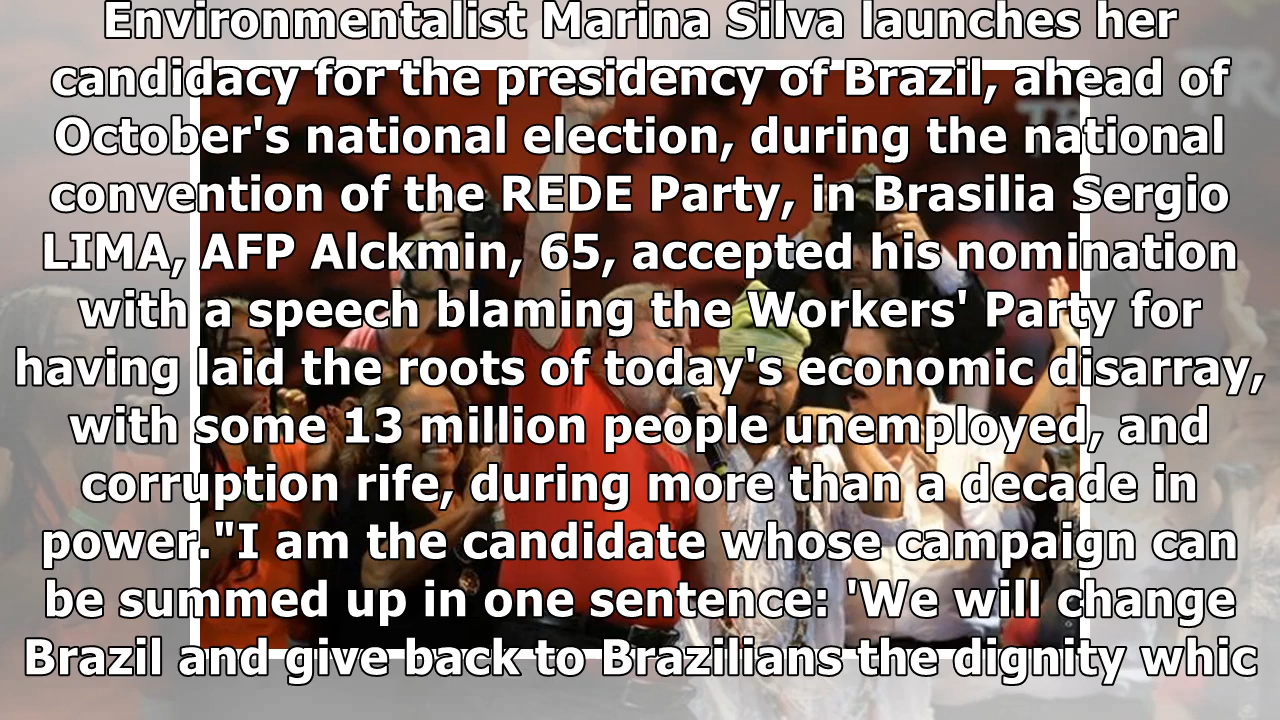 Environmentalist Marina Silva launches her
candidacy for the presidency of Brazil, ahead of
October's national election, during the national
convention of the REDE Party, in Brasilia Sergio
LIMA, AFP Alckmin, 65, accepted his nomination
with a speech blaming the Workers' Party for
having laid the roots of today's economic disarray,
with some 13 million people unemployed, and
corruption rife, during more than a decade in
power."I am the candidate whose campaign can
be summed up in one sentence: 'We will change
Brazil and give back to Brazilians the dignity whic